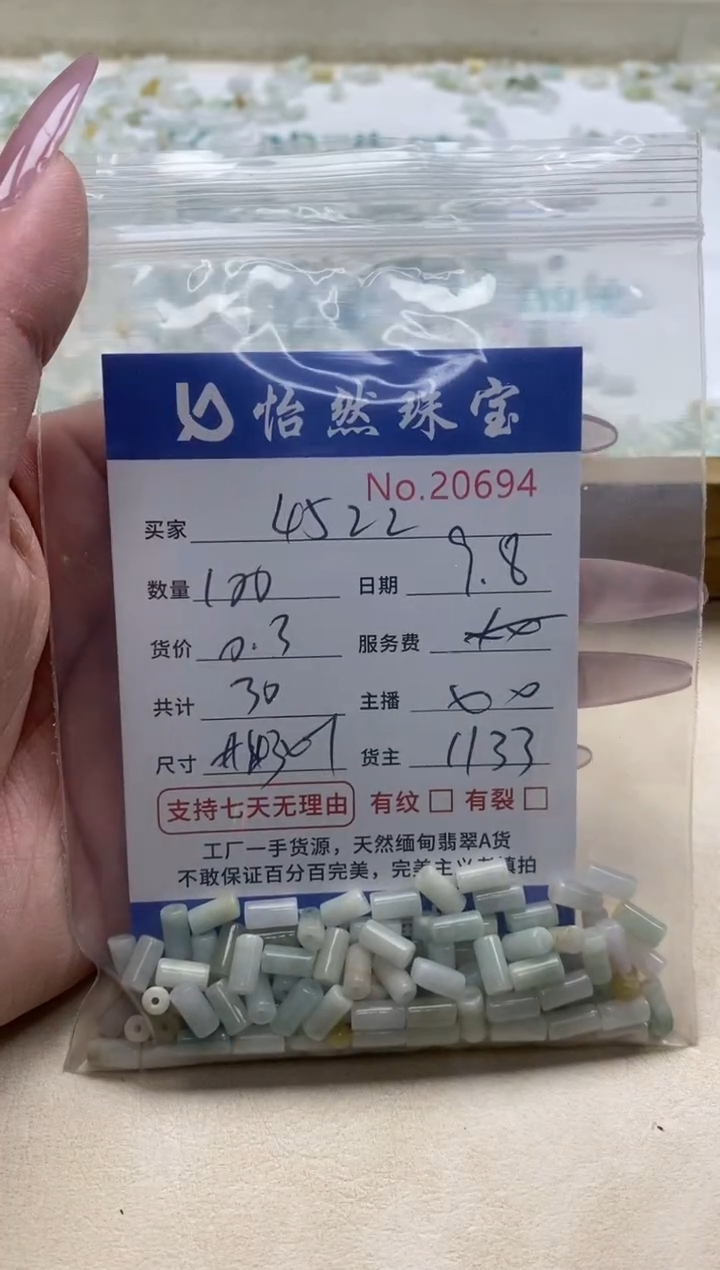 怡然珠宝
No.20694
买家 4522
数量 100 日期 9.8
货价 0.3 服务费
共计 30 主播
尺寸 货主 1133
支持七天无理由 有纹 □ 有裂 □
工厂一手货源，天然缅甸翡翠A货
不敢保证百分百完美，完美主义者慎拍